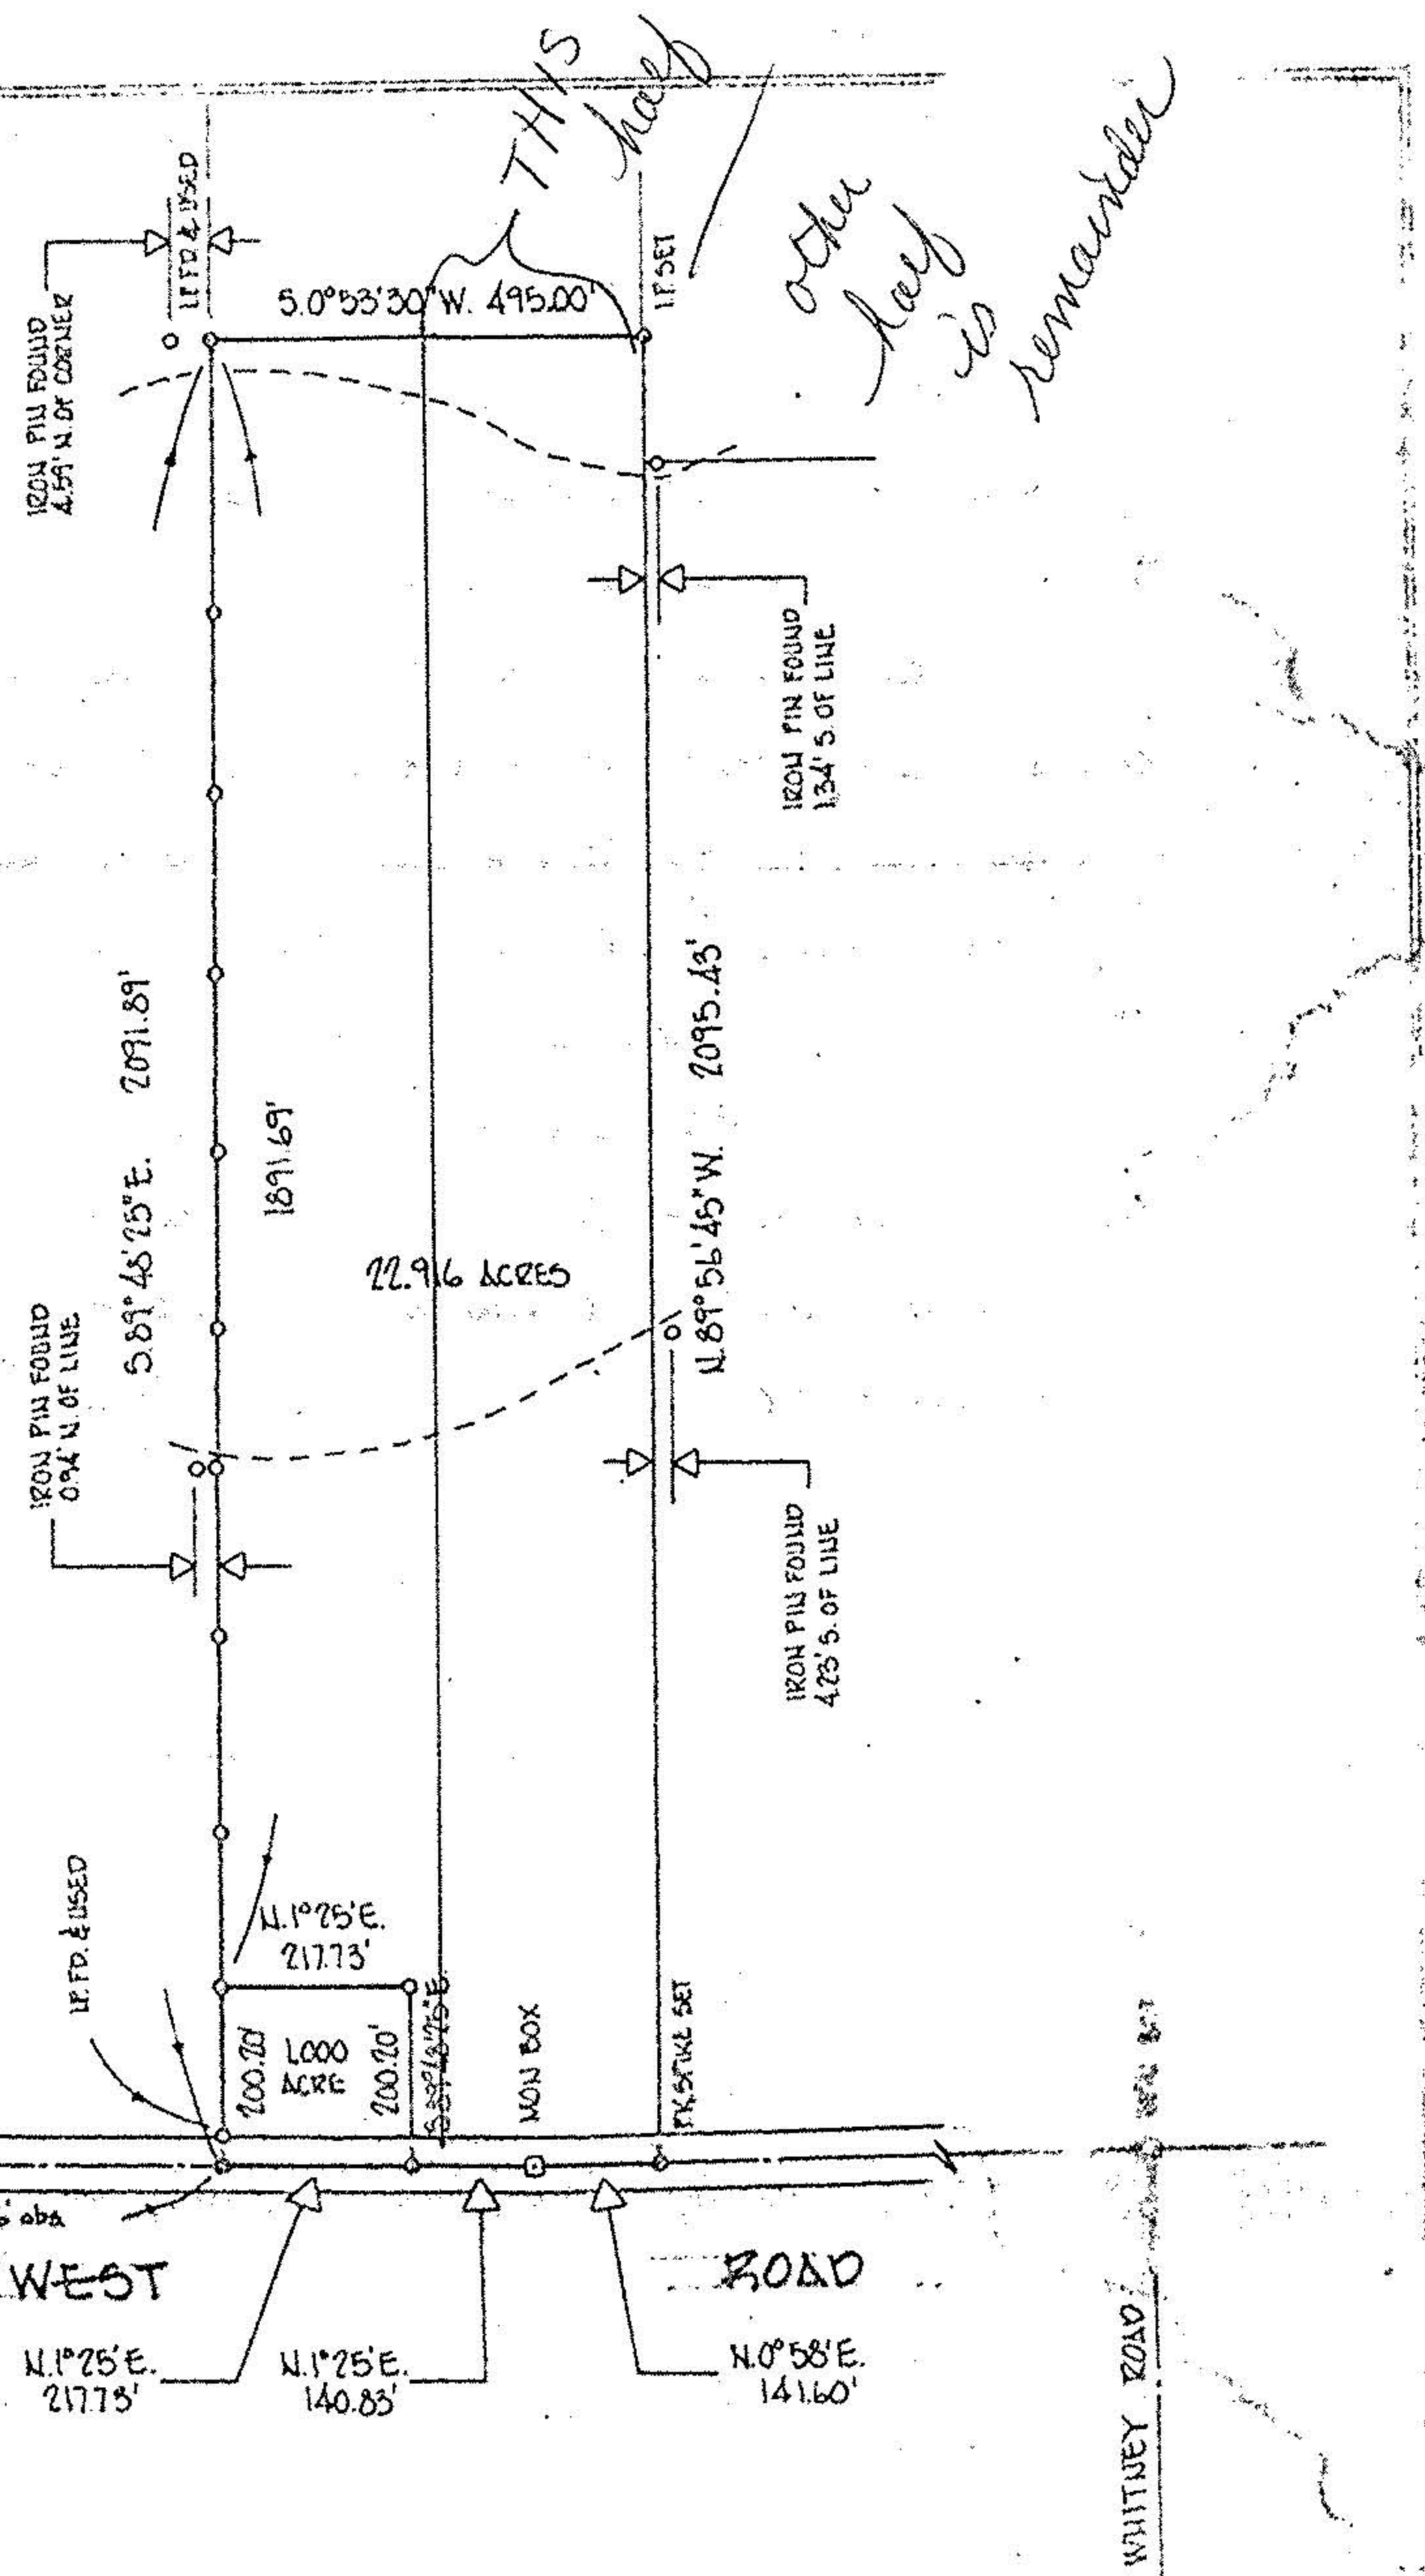 THIS
half
other
half
is
remainder
I.P. FD. & USED
IRON PIN FOUND
4.59' N. OF CORNER
S.0°53'30"W. 495.00'
I.P. SET
IRON PIN FOUND
1.34' S. OF LINE
S.89°48'25"E. 2091.89'
1891.69'
N.89°56'45"W. 2095.43'
22.916 ACRES
IRON PIN FOUND
0.94' N. OF LINE
IRON PIN FOUND
4.23' S. OF LINE
I.P. FD. & USED
N.1°25'E.
217.73'
200.20'
1.000
ACRE
200.20'
S.89°48'25"E.
MON BOX
P.K. SPIKE SET
obs
WEST
ROAD
N.1°25'E.
217.73'
N.1°25'E.
140.83'
N.0°58'E.
141.60'
WHITNEY ROAD